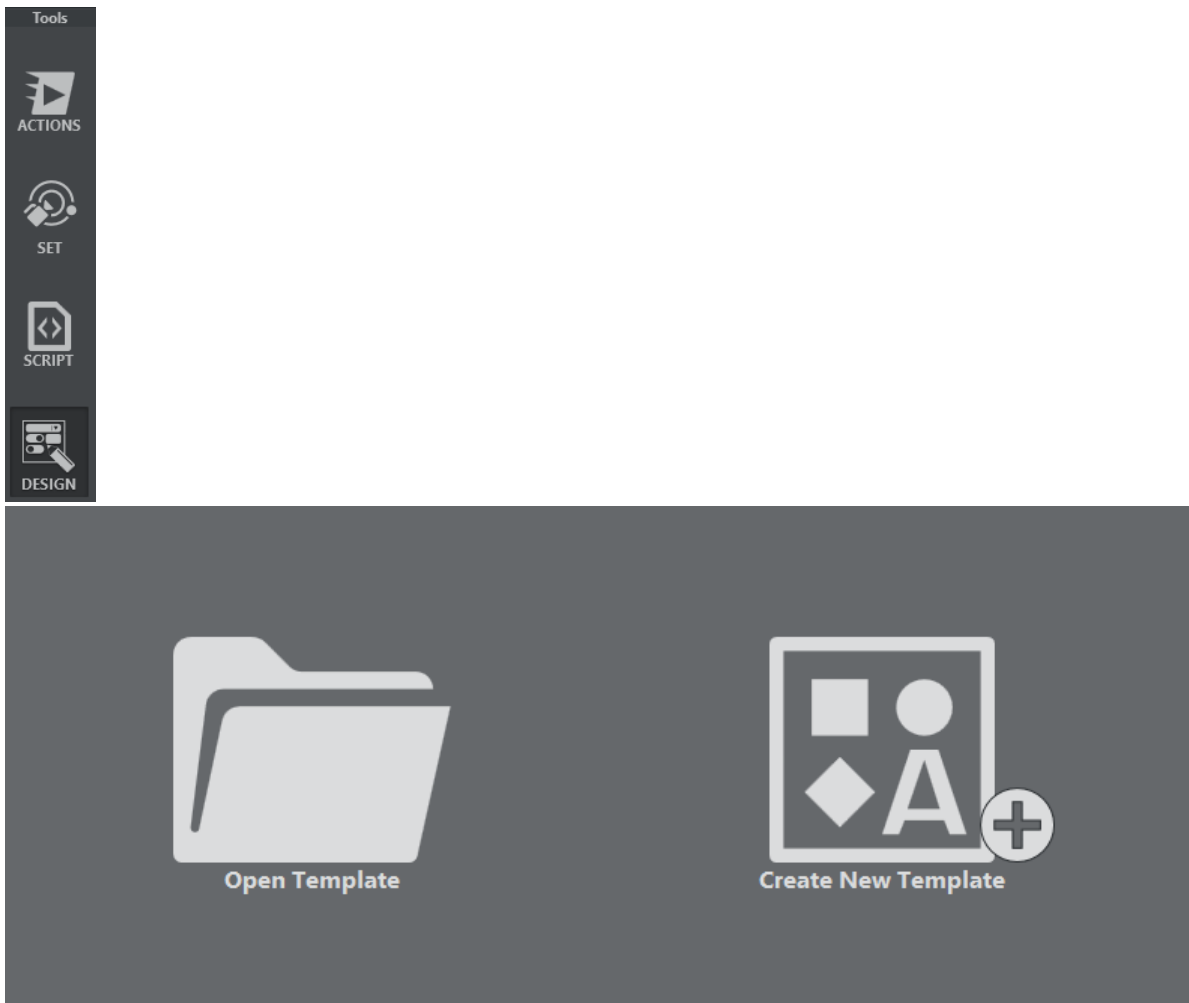 Tools
ACTIONS
SET
SCRIPT
DESIGN
A
Open Template
Create New Template